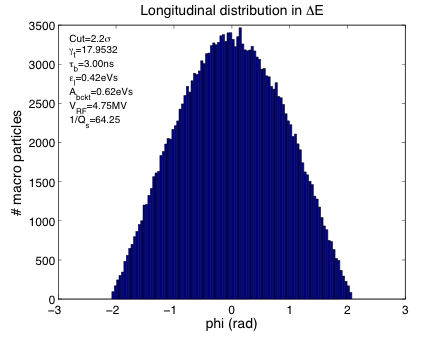 Longitudinal distribution in ΔE
3500
3000
2500
2000
1500
1000
500
0
# macro particles
Cut=2.2σ
γt=17.9532
τb=3.00ns
εl=0.42eVs
Abckt=0.62eVs
VRF=4.75MV
1/Qs=64.25
−3 −2 −1 0 1 2 3
phi (rad)